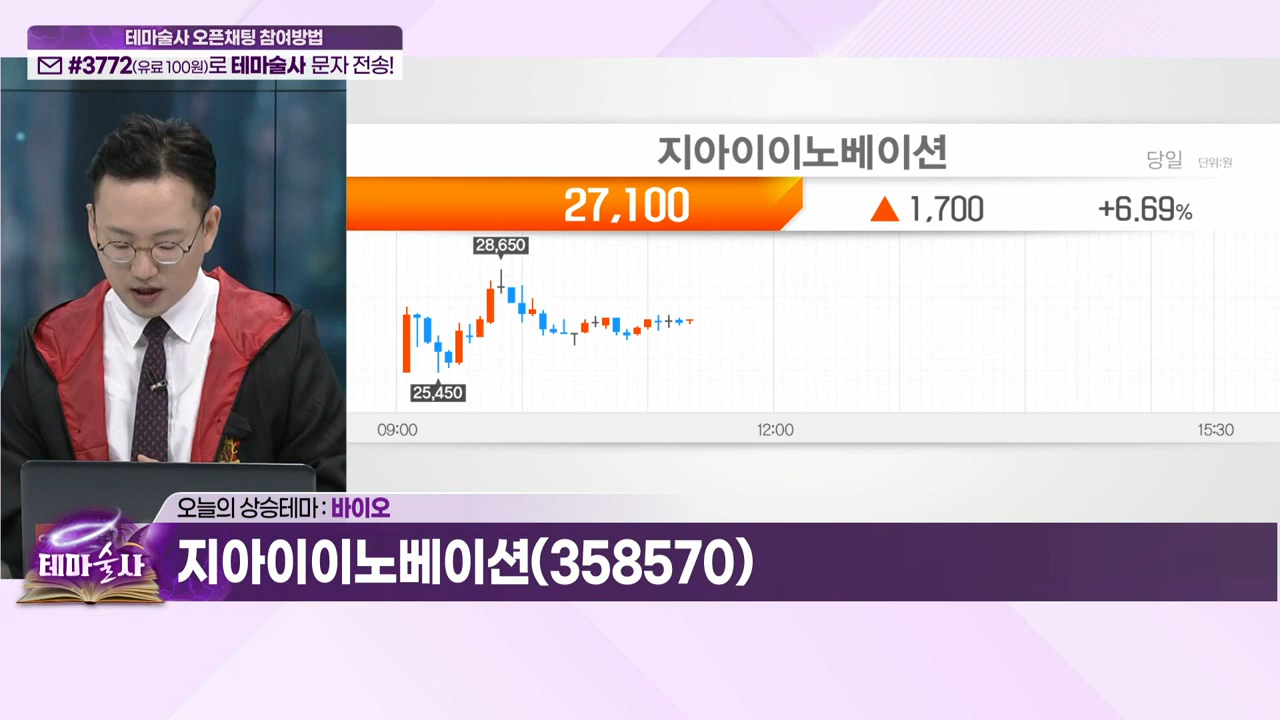 테마술사 오픈채팅 참여방법
#3772(유료 100원)로 테마술사 문자 전송!
지아이이노베이션
당일 단위:원
27,100 ▲ 1,700 +6.69%
28,650
25,450
09:00 12:00 15:30
오늘의 상승테마 : 바이오
테마술사
지아이이노베이션(358570)